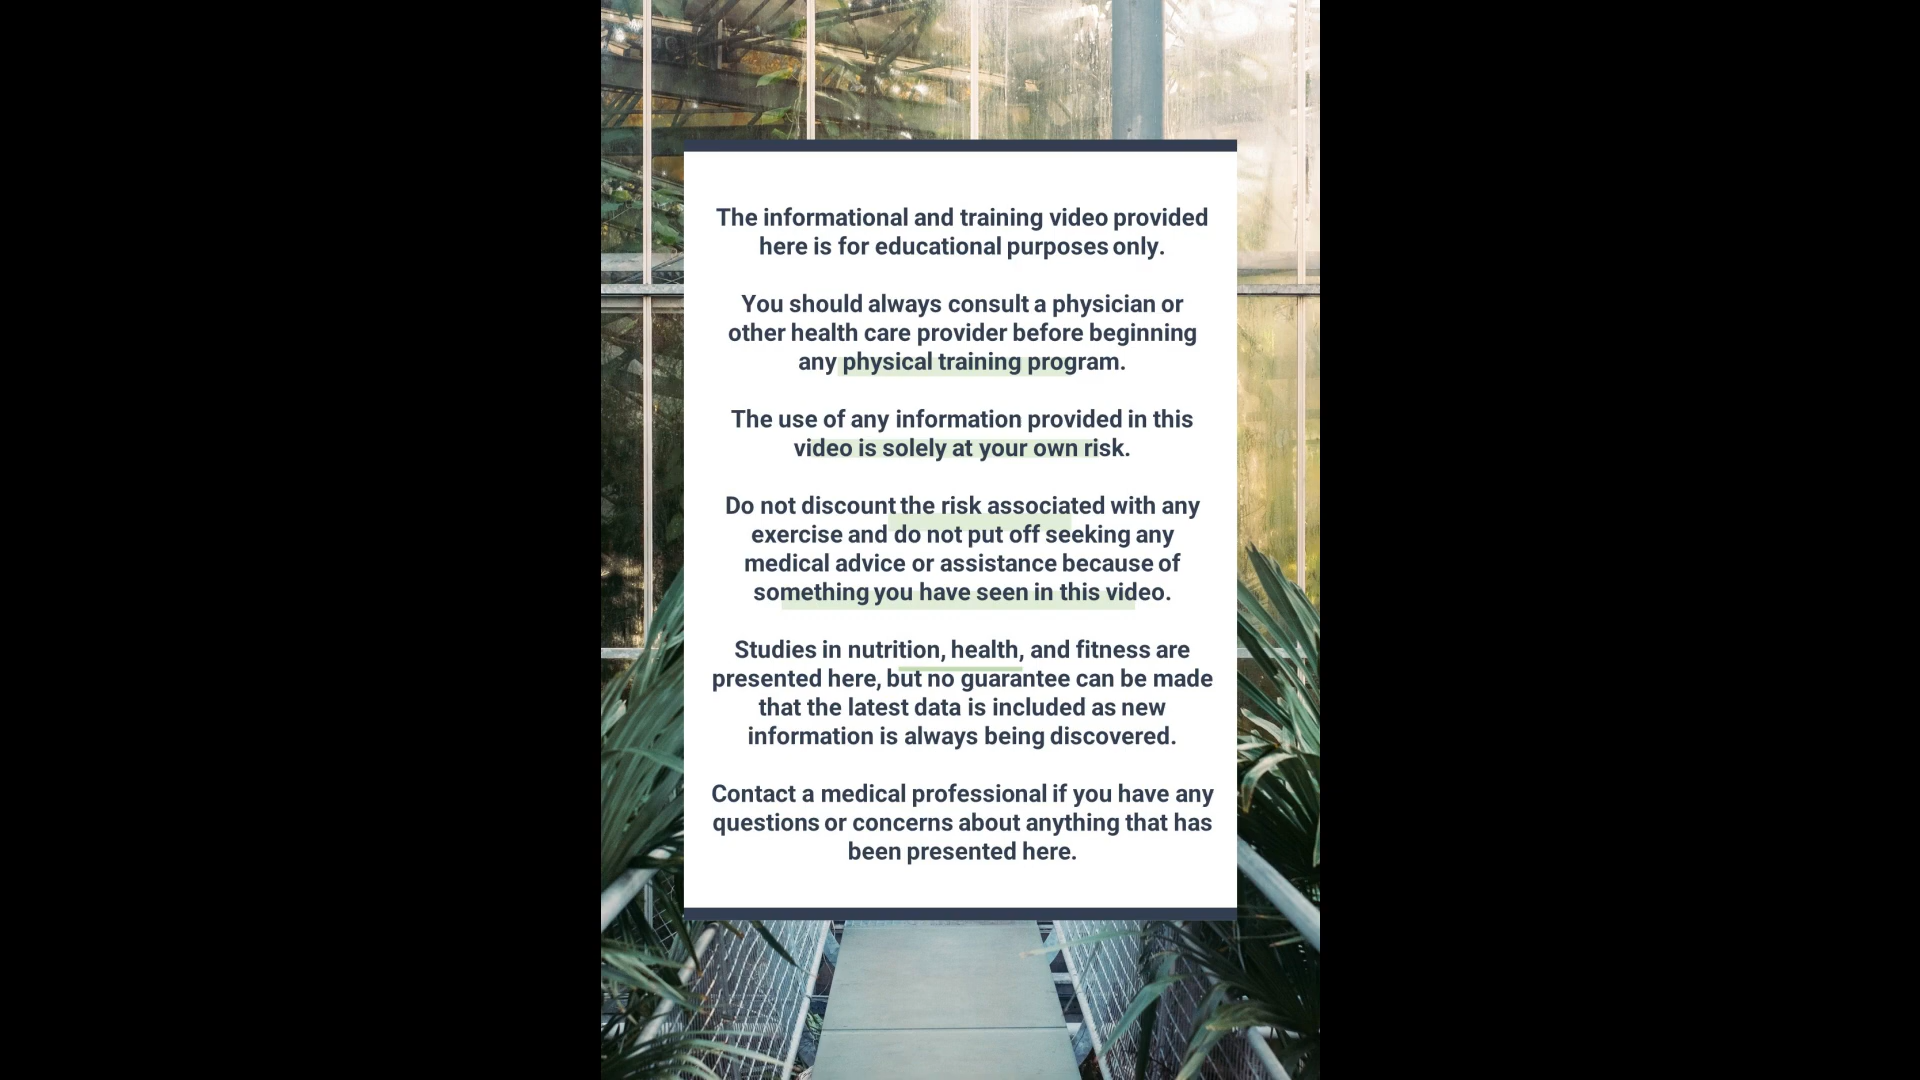 The informational and training video provided
here is for educational purposes only.
You should always consult a physician or
other health care provider before beginning
any physical training program.
The use of any information provided in this
video is solely at your own risk.
Do not discount the risk associated with any
exercise and do not put off seeking any
medical advice or assistance because of
something you have seen in this video.
Studies in nutrition, health, and fitness are
presented here, but no guarantee can be made
that the latest data is included as new
information is always being discovered.
Contact a medical professional if you have any
questions or concerns about anything that has
been presented here.